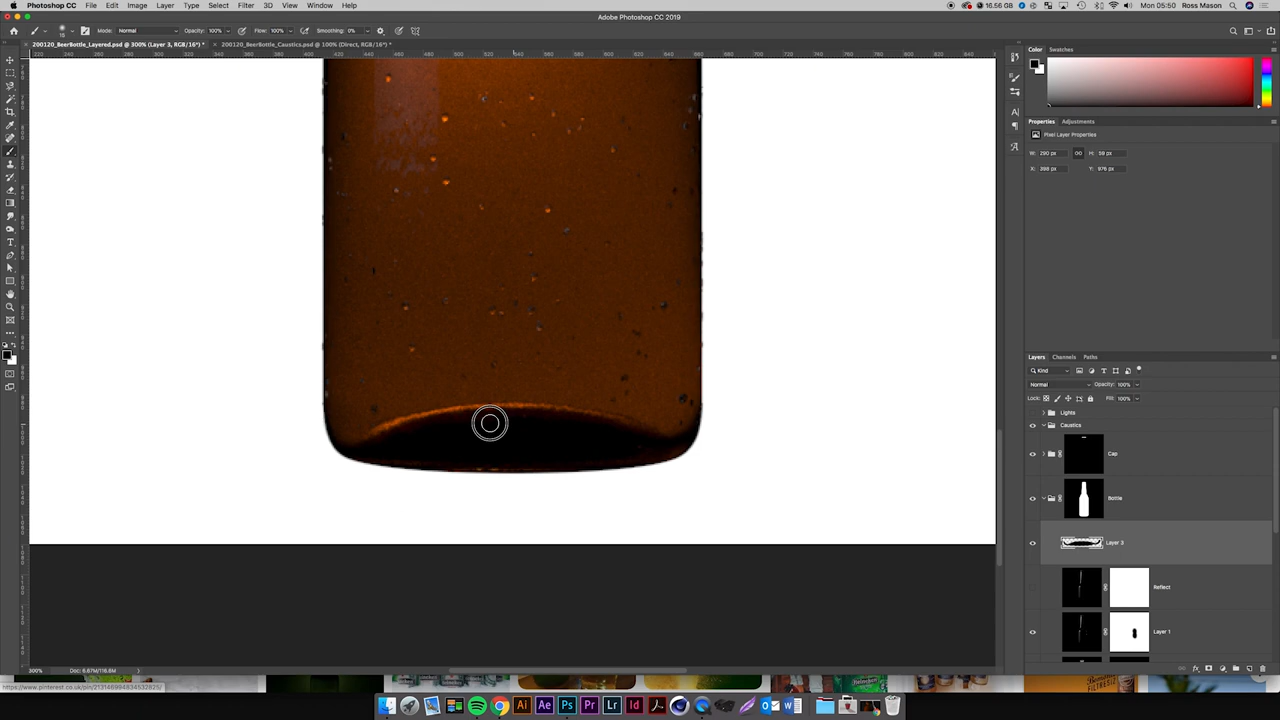 Photoshop CC File Edit Image Layer Type Select Filter 3D View Window Help
16.56 GB Mon 05:50 Ross Mason
Adobe Photoshop CC 2019
Mode: Normal Opacity: 100% Flow: 100% Smoothing: 0%
200120_BeerBottle_Layered.psd @ 300% (Layer 3, RGB/16*) *
200120_BeerBottle_Caustics.psd @ 100% (Direct, RGB/16*) *
Color Swatches
Properties Adjustments
Pixel Layer Properties
W: 290 px H: 59 px
X: 388 px Y: 976 px
Layers Channels Paths
Kind
Normal Opacity: 100%
Lock: Fill: 100%
Lights
Caustics
Cap
Bottle
Layer 3
Reflect
Layer 1
300% Doc: 6.67M/118.8M
https://www.pinterest.co.uk/pin/213146994834532825/